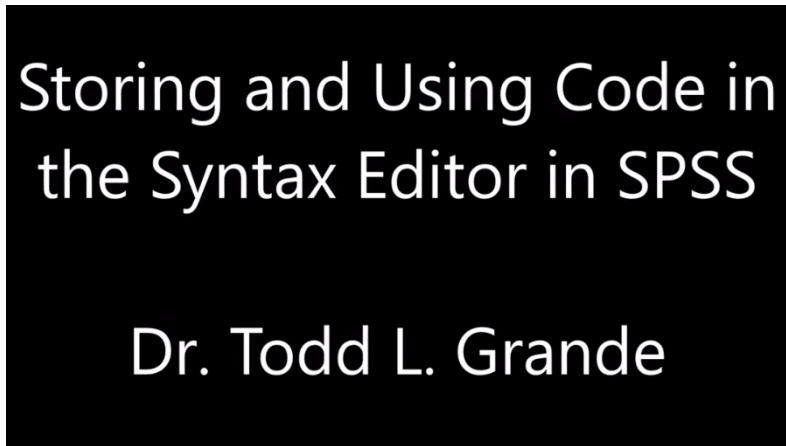 Storing and Using Code in
the Syntax Editor in SPSS
Dr. Todd L. Grande